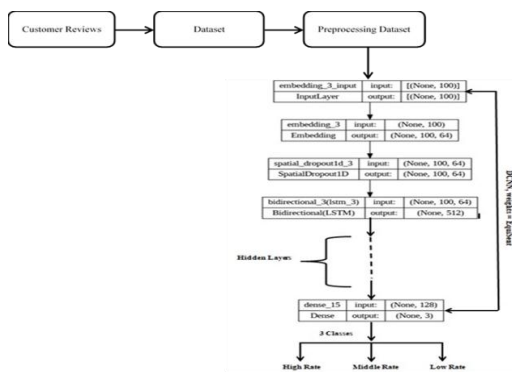 Customer Reviews
Dataset
Preprocessing Dataset
embedding_3_input input: [(None, 100)]
InputLayer output: [(None, 100)]
embedding_3 input: (None, 100)
Embedding output: (None, 100, 64)
spatial_dropout1d_3 input: (None, 100, 64)
SpatialDropout1D output: (None, 100, 64)
bidirectional_3(lstm_3) input: (None, 100, 64)
Bidirectional(LSTM) output: (None, 512)
Hidden Layers
dense_15 input: (None, 128)
Dense output: (None, 3)
3 Classes
High Rate Middle Rate Low Rate
weights =